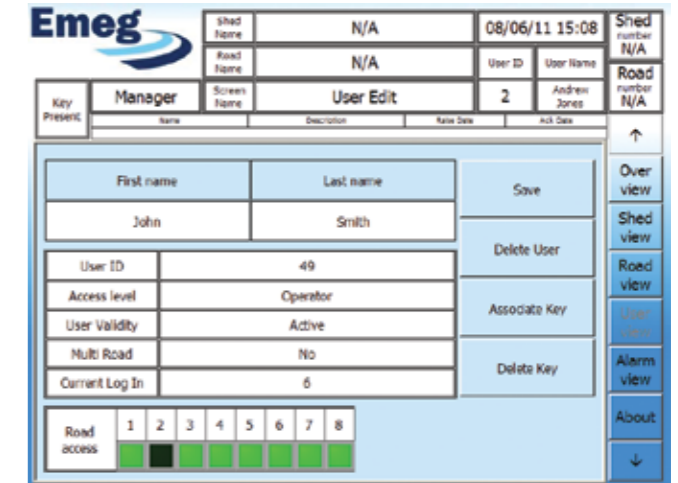 Emeg
Shed Name
N/A
08/06/11 15:08
Shed number N/A
Road Name
N/A
User ID
User Name
Road number N/A
Key Present
Manager
Screen Name
User Edit
2
Andrew Jones
Name
Description
Raise Date
Ack Date
↑
First name
Last name
Save
Over view
John
Smith
Shed view
Delete User
User ID
49
Road view
Access level
Operator
Associate Key
User Validity
Active
User view
Multi Road
No
Delete Key
Alarm view
Current Log In
6
About
Road access
1 2 3 4 5 6 7 8
↓